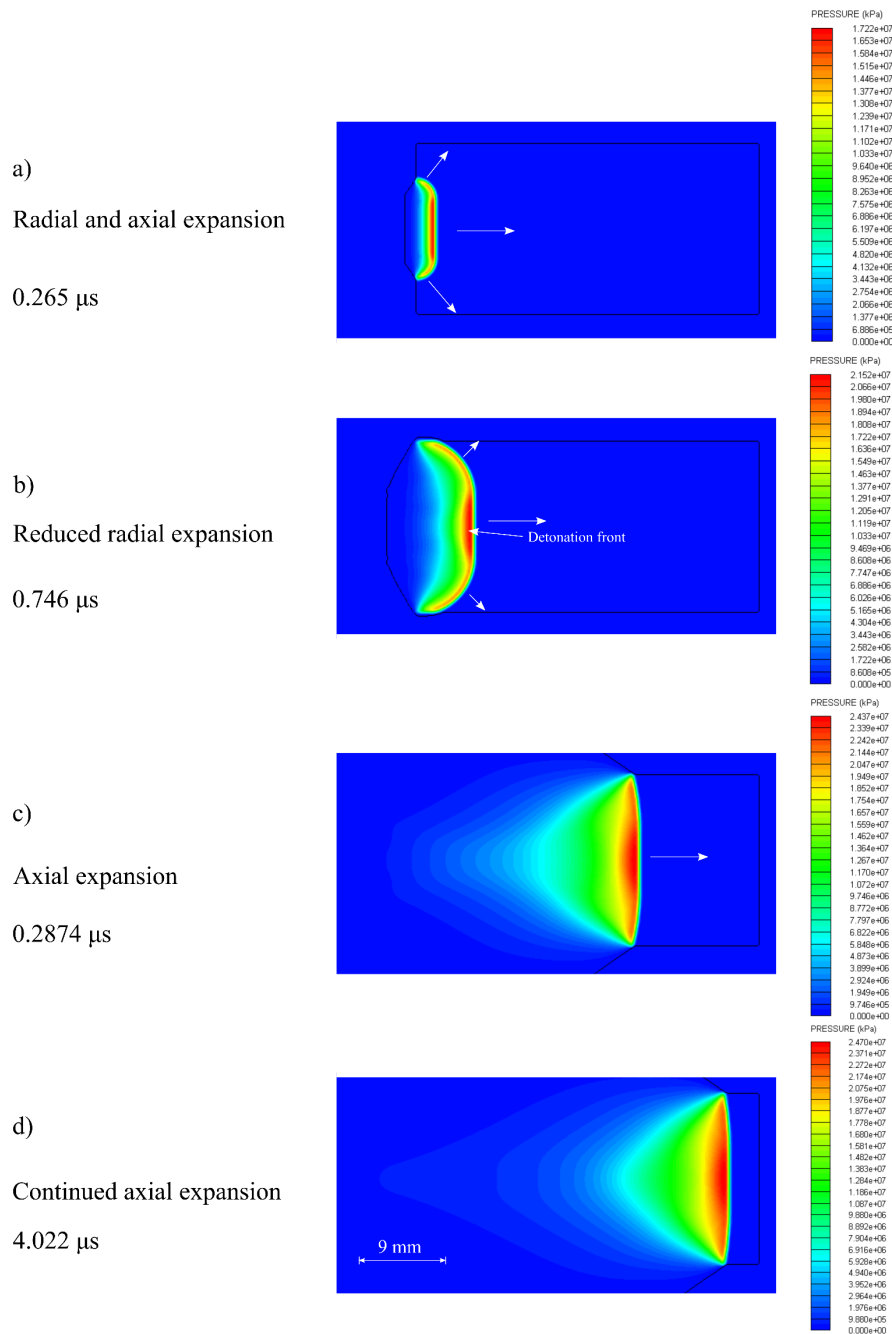 PRESSURE (kPa)
1.722e+07
1.653e+07
1.584e+07
1.515e+07
1.446e+07
1.377e+07
1.308e+07
1.239e+07
1.171e+07
1.102e+07
1.033e+07
9.640e+06
8.952e+06
8.263e+06
7.575e+06
6.886e+06
6.197e+06
5.509e+06
4.820e+06
4.132e+06
3.443e+06
2.754e+06
2.066e+06
1.377e+06
6.886e+05
0.000e+00
a)
Radial and axial expansion
0.265 μs
PRESSURE (kPa)
2.152e+07
2.066e+07
1.980e+07
1.894e+07
1.808e+07
1.722e+07
1.636e+07
1.549e+07
1.463e+07
1.377e+07
1.291e+07
1.205e+07
1.119e+07
1.033e+07
9.469e+06
8.608e+06
7.747e+06
6.886e+06
6.026e+06
5.165e+06
4.304e+06
3.443e+06
2.582e+06
1.722e+06
8.608e+05
0.000e+00
b)
Reduced radial expansion
Detonation front
0.746 μs
PRESSURE (kPa)
2.437e+07
2.339e+07
2.242e+07
2.144e+07
2.047e+07
1.949e+07
1.852e+07
1.754e+07
1.657e+07
1.559e+07
1.462e+07
1.364e+07
1.267e+07
1.170e+07
1.072e+07
9.746e+06
8.772e+06
7.797e+06
6.822e+06
5.848e+06
4.873e+06
3.899e+06
2.924e+06
1.949e+06
9.746e+05
0.000e+00
c)
Axial expansion
0.2874 μs
PRESSURE (kPa)
2.470e+07
2.371e+07
2.272e+07
2.174e+07
2.075e+07
1.976e+07
1.877e+07
1.778e+07
1.680e+07
1.581e+07
1.482e+07
1.383e+07
1.284e+07
1.186e+07
1.087e+07
9.880e+06
8.892e+06
7.904e+06
6.916e+06
5.928e+06
4.940e+06
3.952e+06
2.964e+06
1.976e+06
9.880e+05
0.000e+00
d)
Continued axial expansion
4.022 μs
9 mm